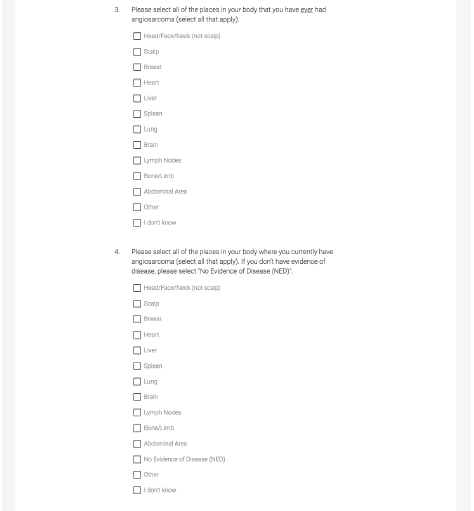 3. Please select all of the places in your body that you have ever had
angiosarcoma (select all that apply).
Head/Face/Neck (not scalp)
Scalp
Breast
Heart
Liver
Spleen
Lung
Brain
Lymph Nodes
Bone/Limb
Abdominal Area
Other
I don't know
4. Please select all of the places in your body where you currently have
angiosarcoma (select all that apply). If you don't have evidence of
disease, please select "No Evidence of Disease (NED)".
Head/Face/Neck (not scalp)
Scalp
Breast
Heart
Liver
Spleen
Lung
Brain
Lymph Nodes
Bone/Limb
Abdominal Area
No Evidence of Disease (NED)
Other
I don't know